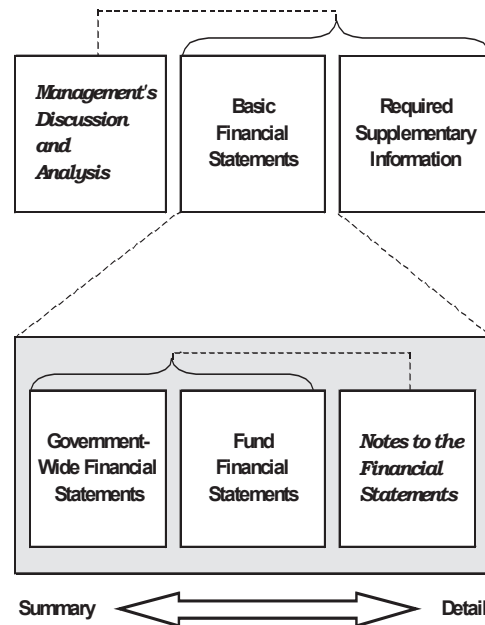 Management's
Discussion
and
Analysis
Basic
Financial
Statements
Required
Supplementary
Information
Government-
Wide Financial
Statements
Fund
Financial
Statements
Notes to the
Financial
Statements
Summary
Detail